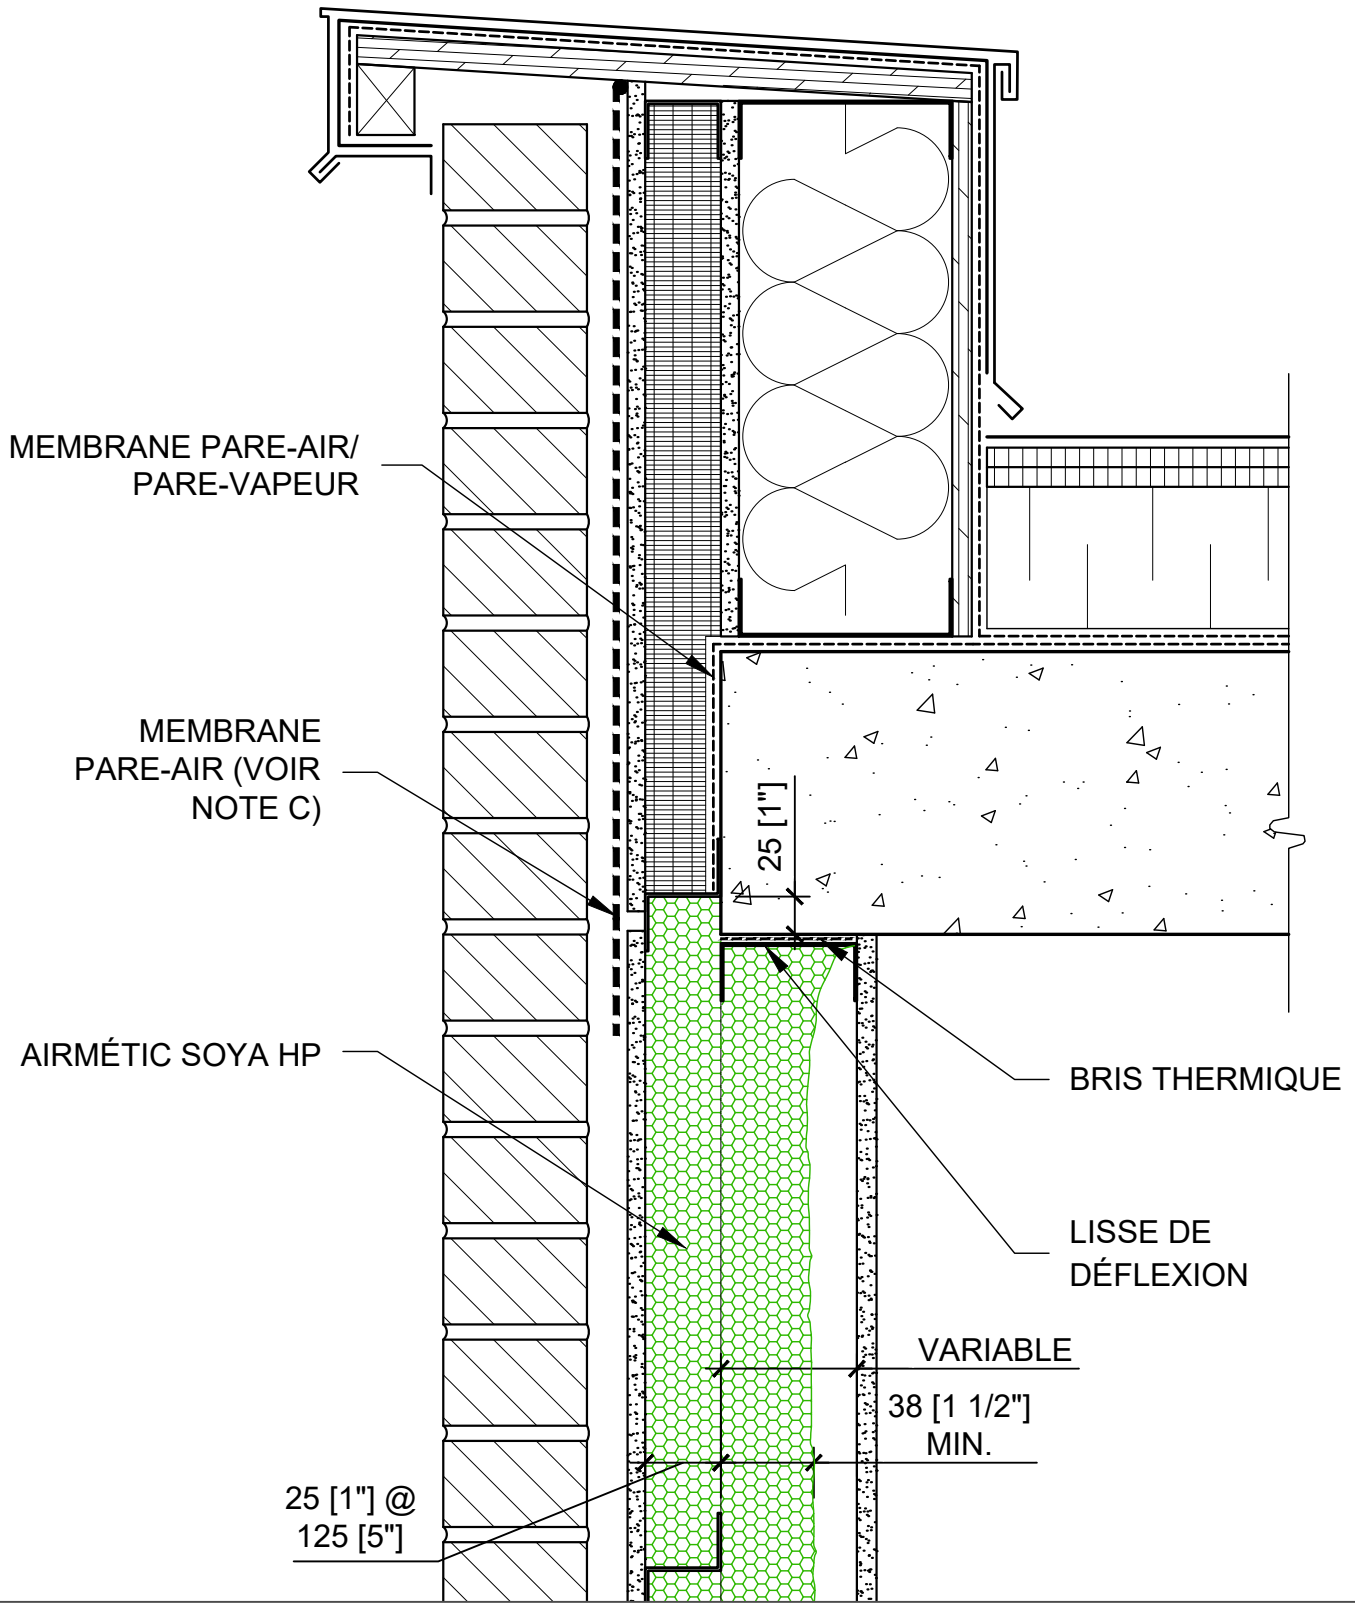 MEMBRANE PARE-AIR/
PARE-VAPEUR
MEMBRANE
PARE-AIR (VOIR
NOTE C)
25 [1"]
AIRMÉTIC SOYA HP
BRIS THERMIQUE
LISSE DE
DÉFLEXION
VARIABLE
38 [1 1/2"]
MIN.
25 [1"] @
125 [5"]